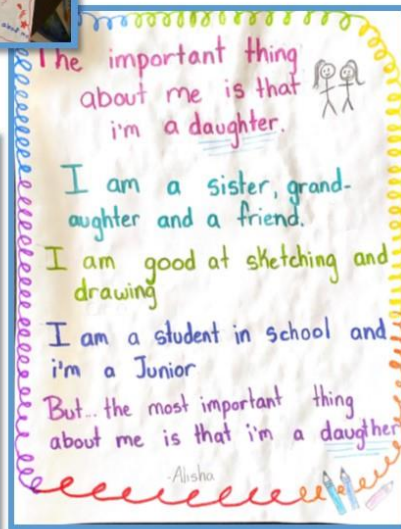 The important thing
about me is that
i'm a daughter.
I am a sister, grand-
aughter and a friend.
I am good at sketching and
drawing
I am a student in school and
i'm a Junior
But... the most important thing
about me is that i'm a daugther
-Alisha